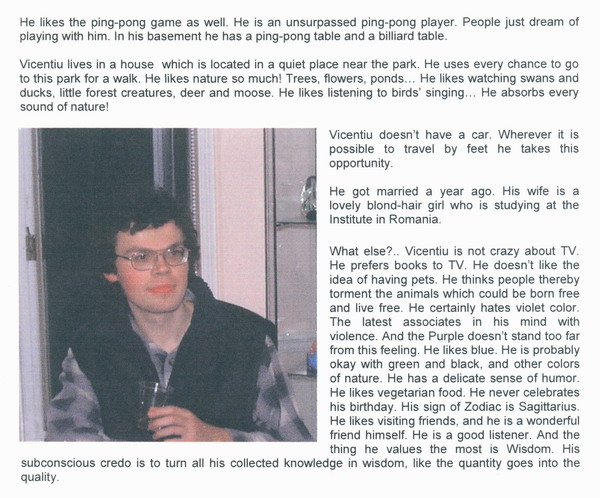 He likes the ping-pong game as well. He is an unsurpassed ping-pong player. People just dream of
playing with him. In his basement he has a ping-pong table and a billiard table.
Vicentiu lives in a house which is located in a quiet place near the park. He uses every chance to go
to this park for a walk. He likes nature so much! Trees, flowers, ponds… He likes watching swans and
ducks, little forest creatures, deer and moose. He likes listening to birds’ singing… He absorbs every
sound of nature!
Vicentiu doesn’t have a car. Wherever it is
possible to travel by feet he takes this
opportunity.
He got married a year ago. His wife is a
lovely blond-hair girl who is studying at the
Institute in Romania.
What else?.. Vicentiu is not crazy about TV.
He prefers books to TV. He doesn’t like the
idea of having pets. He thinks people thereby
torment the animals which could be born free
and live free. He certainly hates violet color.
The latest associates in his mind with
violence. And the Purple doesn’t stand too far
from this feeling. He likes blue. He is probably
okay with green and black, and other colors
of nature. He has a delicate sense of humor.
He likes vegetarian food. He never celebrates
his birthday. His sign of Zodiac is Sagittarius.
He likes visiting friends, and he is a wonderful
friend himself. He is a good listener. And the
thing he values the most is Wisdom. His
subconscious credo is to turn all his collected knowledge in wisdom, like the quantity goes into the
quality.